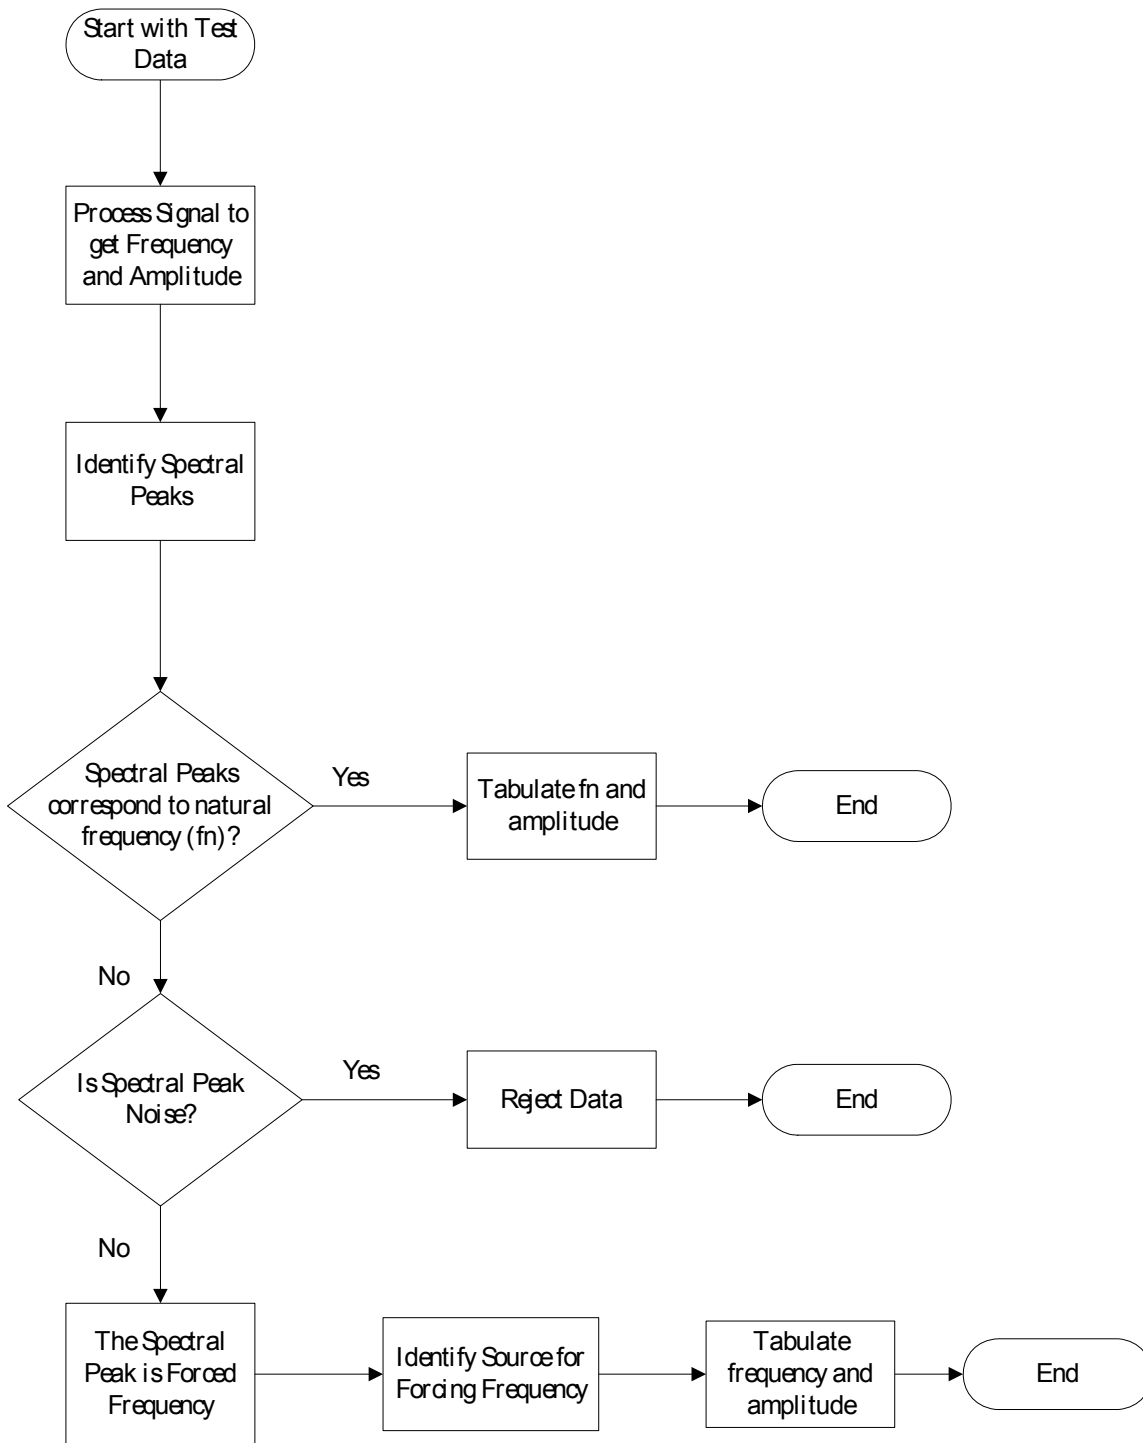 Start with Test
Data
Process Signal to
get Frequency
and Amplitude
Identify Spectral
Peaks
Spectral Peaks
correspond to natural
frequency (fn)?
Yes
Tabulate fn and
amplitude
End
No
Is Spectral Peak
Noise?
Yes
Reject Data
End
No
The Spectral
Peak is Forced
Frequency
Identify Source for
Forcing Frequency
Tabulate
frequency and
amplitude
End